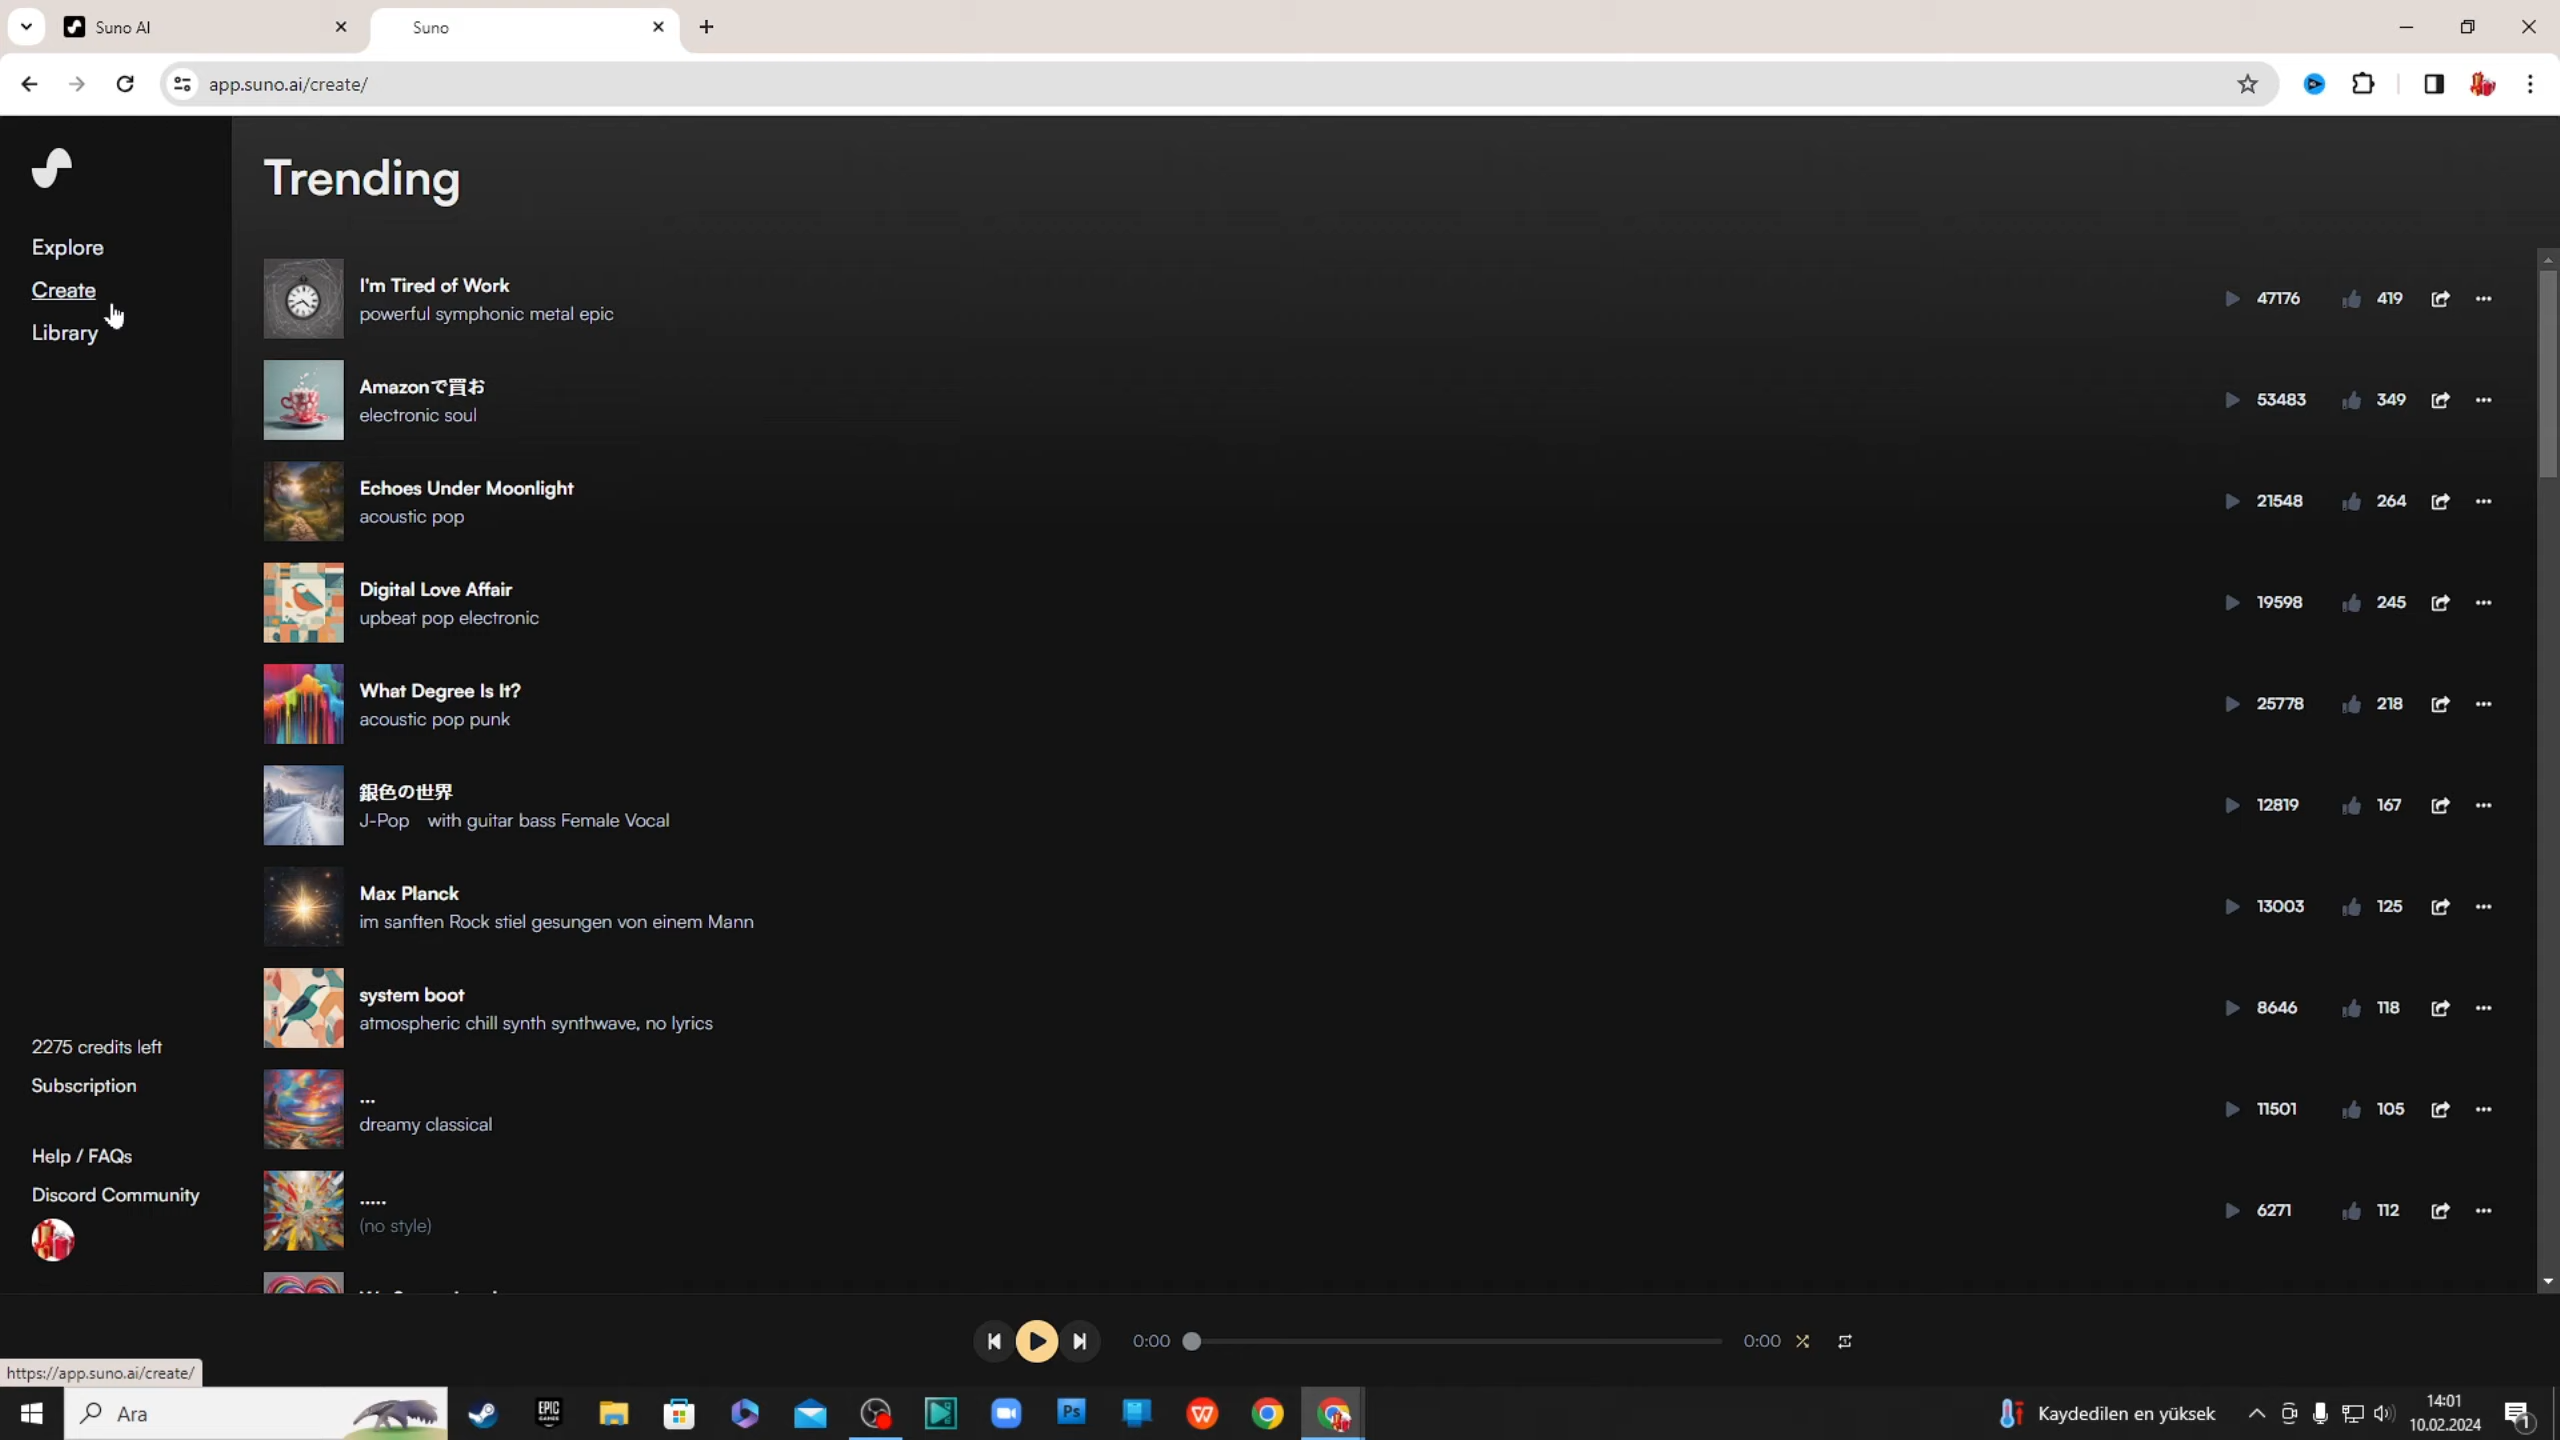 Suno AI
Suno
app.suno.ai/create/
Explore
Create
Library
2275 credits left
Subscription
Help / FAQs
Discord Community
Trending
I'm Tired of Work
powerful symphonic metal epic
47176 419
Amazonで買お
electronic soul
53483 349
Echoes Under Moonlight
acoustic pop
21548 264
Digital Love Affair
upbeat pop electronic
19598 245
What Degree Is It?
acoustic pop punk
25778 218
銀色の世界
J-Pop　with guitar bass Female Vocal
12819 167
Max Planck
im sanften Rock stiel gesungen von einem Mann
13003 125
system boot
atmospheric chill synth synthwave, no lyrics
8646 118
...
dreamy classical
11501 105
.....
(no style)
6271 112
0:00 0:00
https://app.suno.ai/create/
Ara
EPIC GAMES
Ps
Kaydedilen en yüksek
14:01
10.02.2024
1